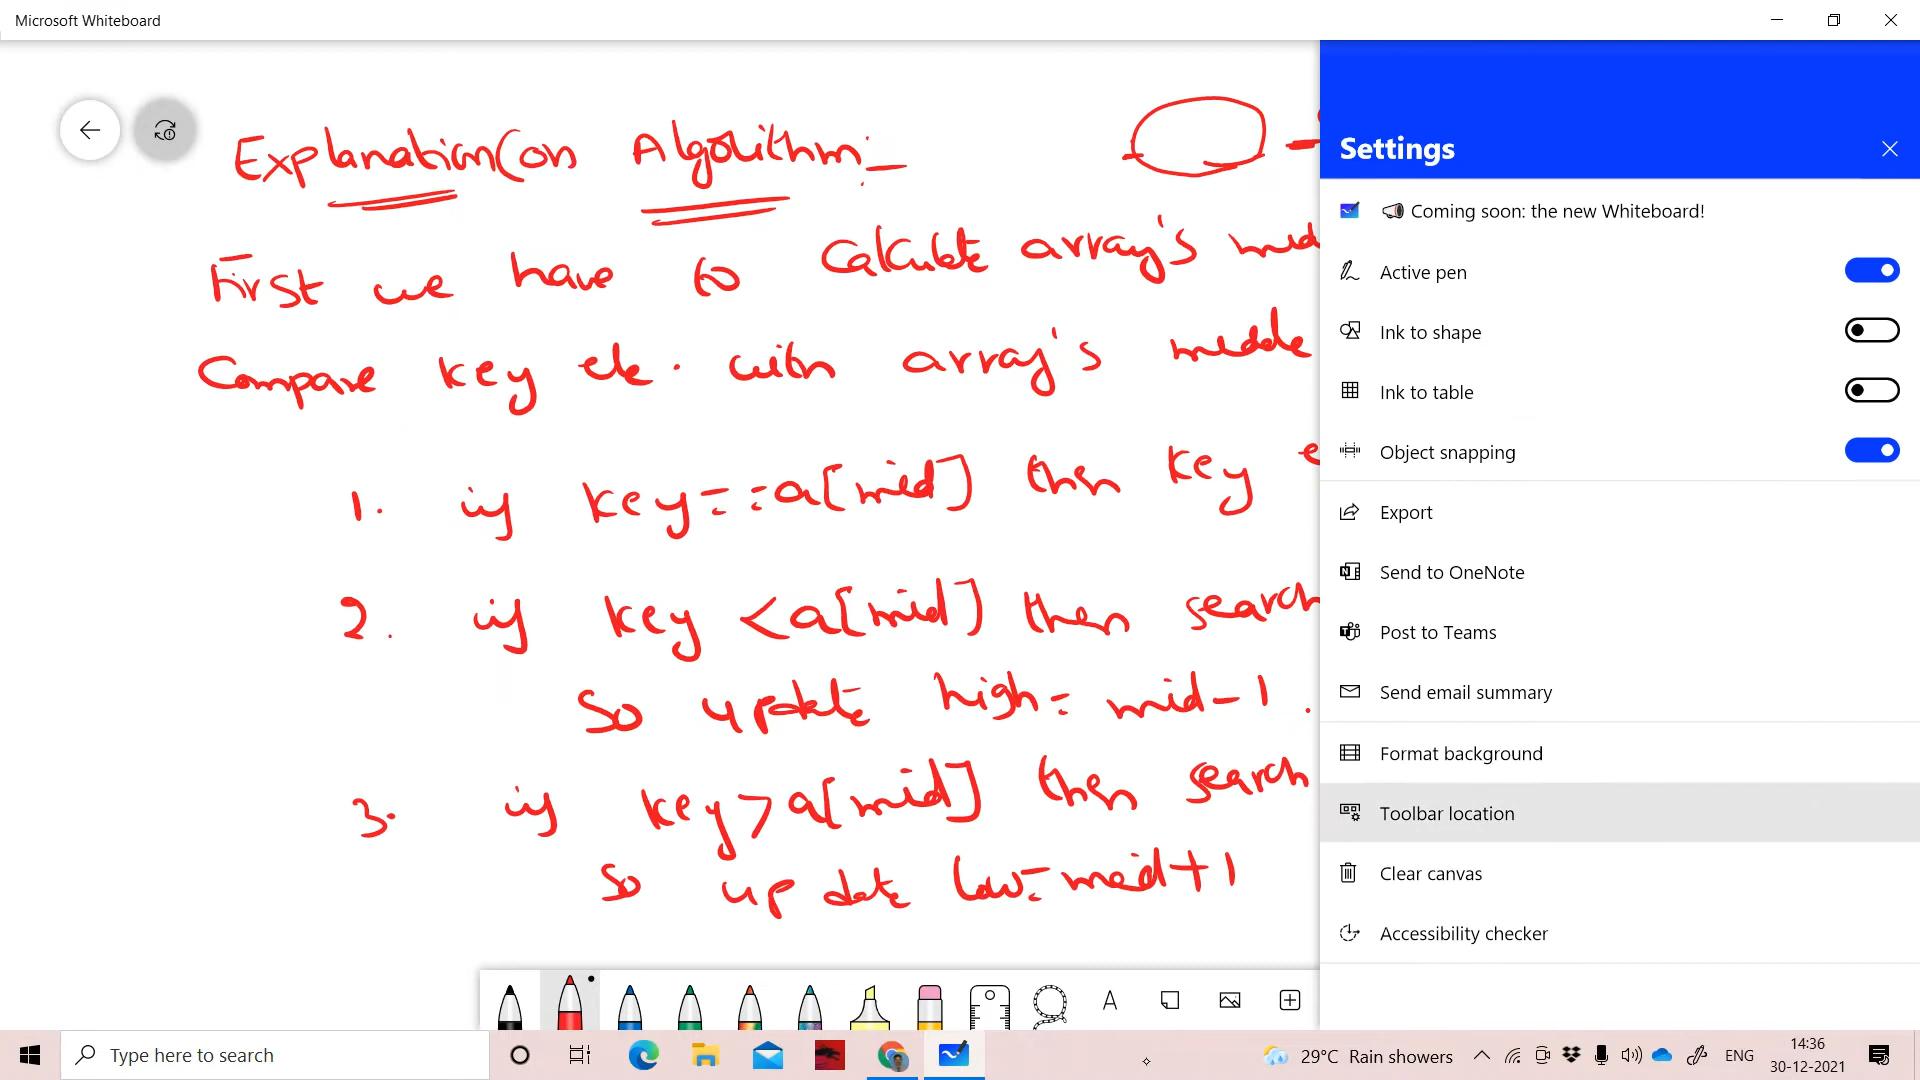 Microsoft Whiteboard
Explanation(on Algorithm:-
First we have to calculate array's mid
Compare key ele. with array's middle
1. if key==a[mid] then key e
2. if key <a[mid] then search
So update high= mid-1.
3. if key>a[mid] then search
So update low=mid+1
Settings
Coming soon: the new Whiteboard!
Active pen
Ink to shape
Ink to table
Object snapping
Export
Send to OneNote
Post to Teams
Send email summary
Format background
Toolbar location
Clear canvas
Accessibility checker
Type here to search
29°C Rain showers
ENG
14:36
30-12-2021